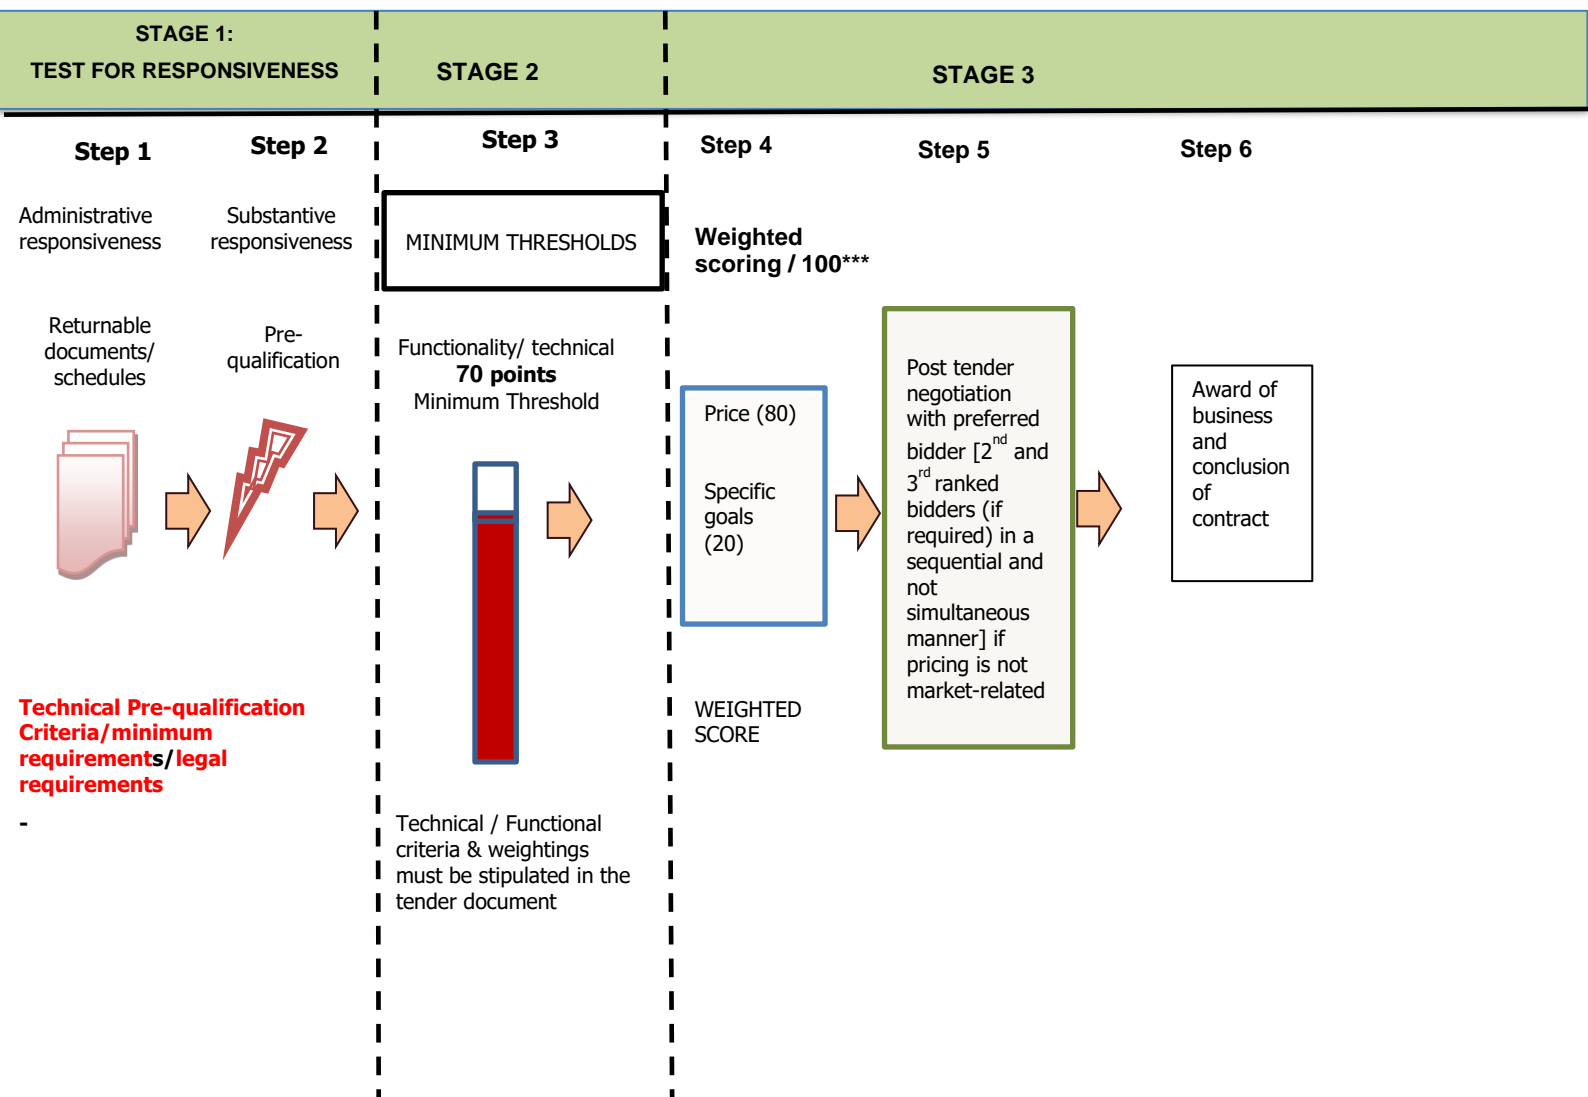 STAGE 1:
TEST FOR RESPONSIVENESS
STAGE 2
STAGE 3
Step 1
Step 2
Step 3
Step 4
Step 5
Step 6
Administrative
responsiveness
Substantive
responsiveness
MINIMUM THRESHOLDS
Weighted
scoring / 100***
Returnable
documents/
schedules
Pre-
qualification
Functionality/ technical
70 points
Minimum Threshold
Price (80)
Specific
goals
(20)
Post tender
negotiation
with preferred
bidder [2nd and
3rd ranked
bidders (if
required) in a
sequential and
not
simultaneous
manner] if
pricing is not
market-related
Award of
business
and
conclusion
of
contract
Technical Pre-qualification
Criteria/minimum
requirements/legal
requirements
-
WEIGHTED
SCORE
Technical / Functional
criteria & weightings
must be stipulated in the
tender document